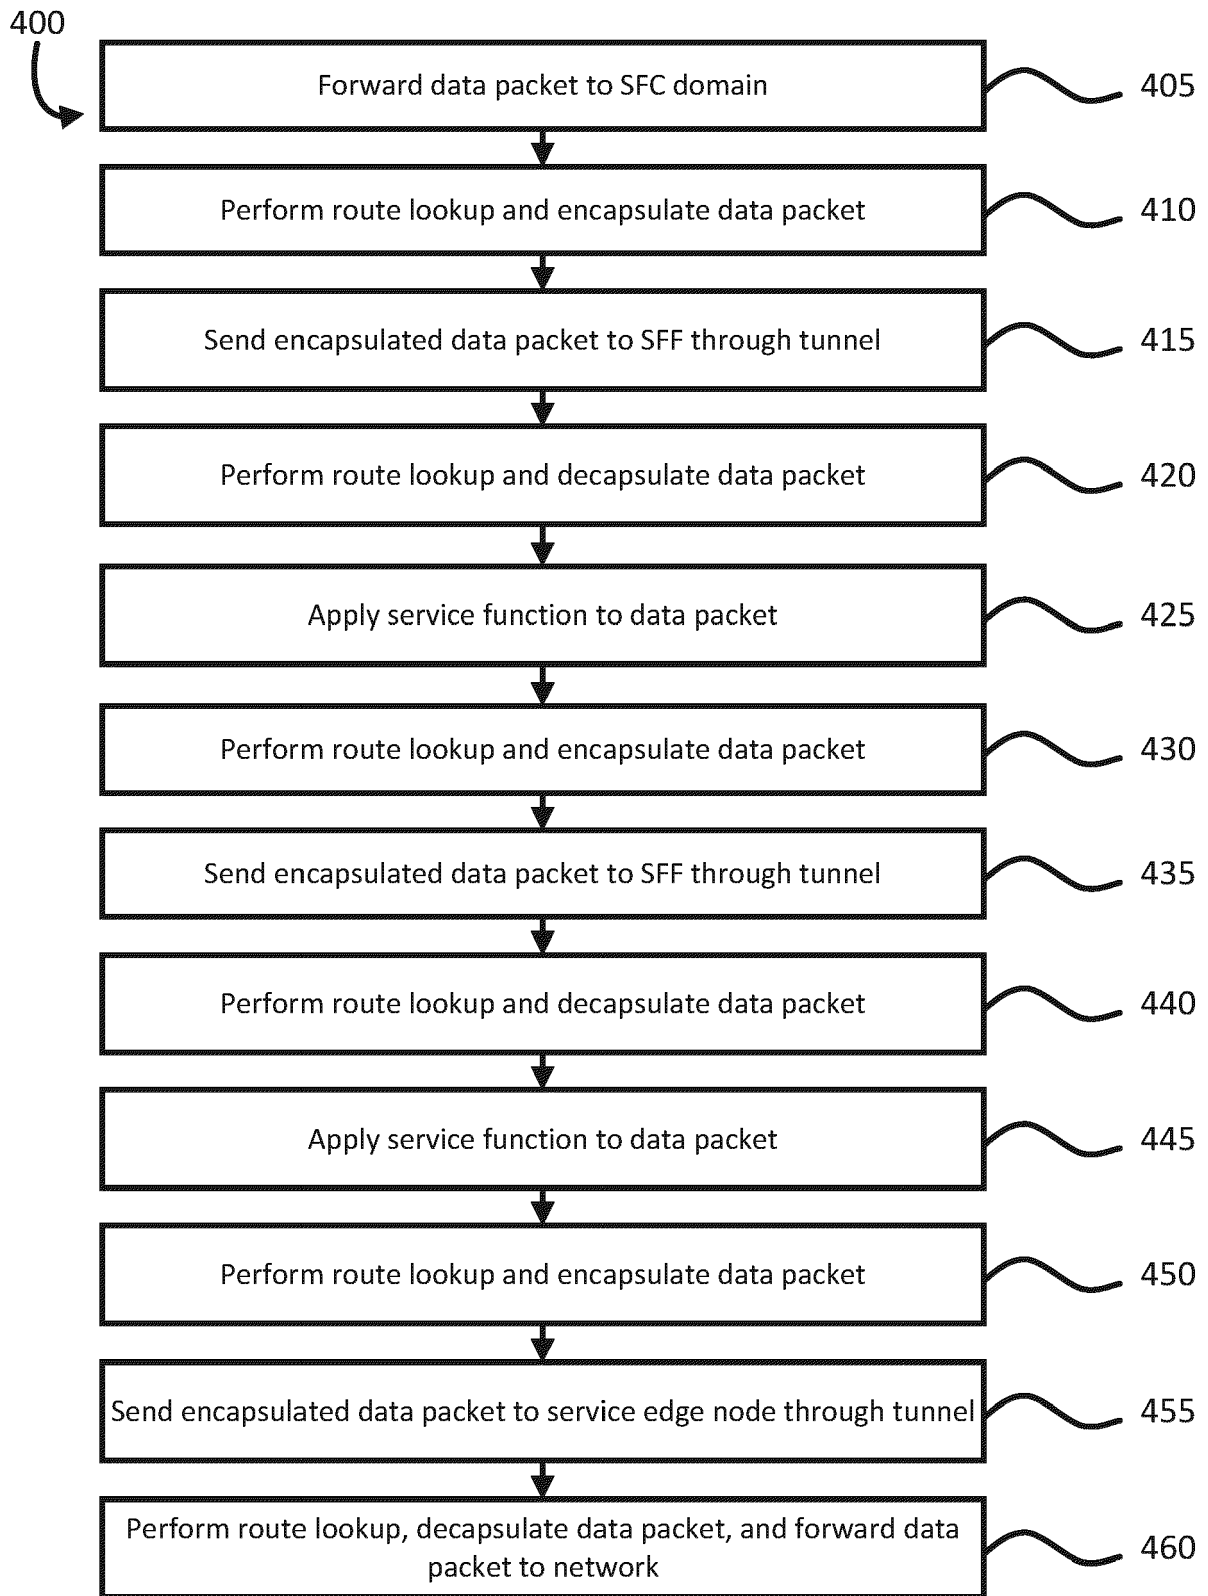 400
Forward data packet to SFC domain
405
Perform route lookup and encapsulate data packet
410
Send encapsulated data packet to SFF through tunnel
415
Perform route lookup and decapsulate data packet
420
Apply service function to data packet
425
Perform route lookup and encapsulate data packet
430
Send encapsulated data packet to SFF through tunnel
435
Perform route lookup and decapsulate data packet
440
Apply service function to data packet
445
Perform route lookup and encapsulate data packet
450
Send encapsulated data packet to service edge node through tunnel
455
Perform route lookup, decapsulate data packet, and forward data
packet to network
460